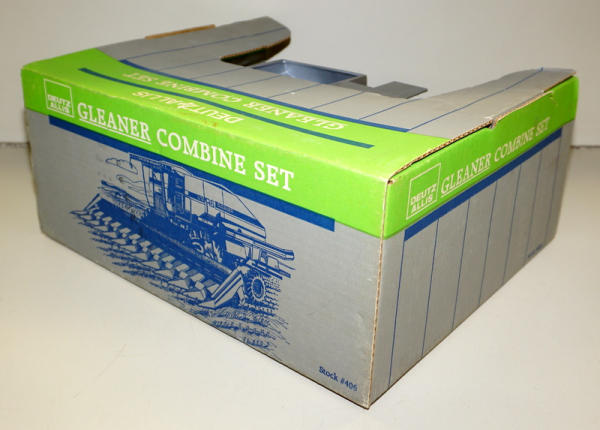 DEUTZ ALLIS
GLEANER COMBINE SET
DEUTZ
ALLIS
GLEANER COMBINE SET
Stock #406
DEUTZ
ALLIS
GLEANER COMBINE SET